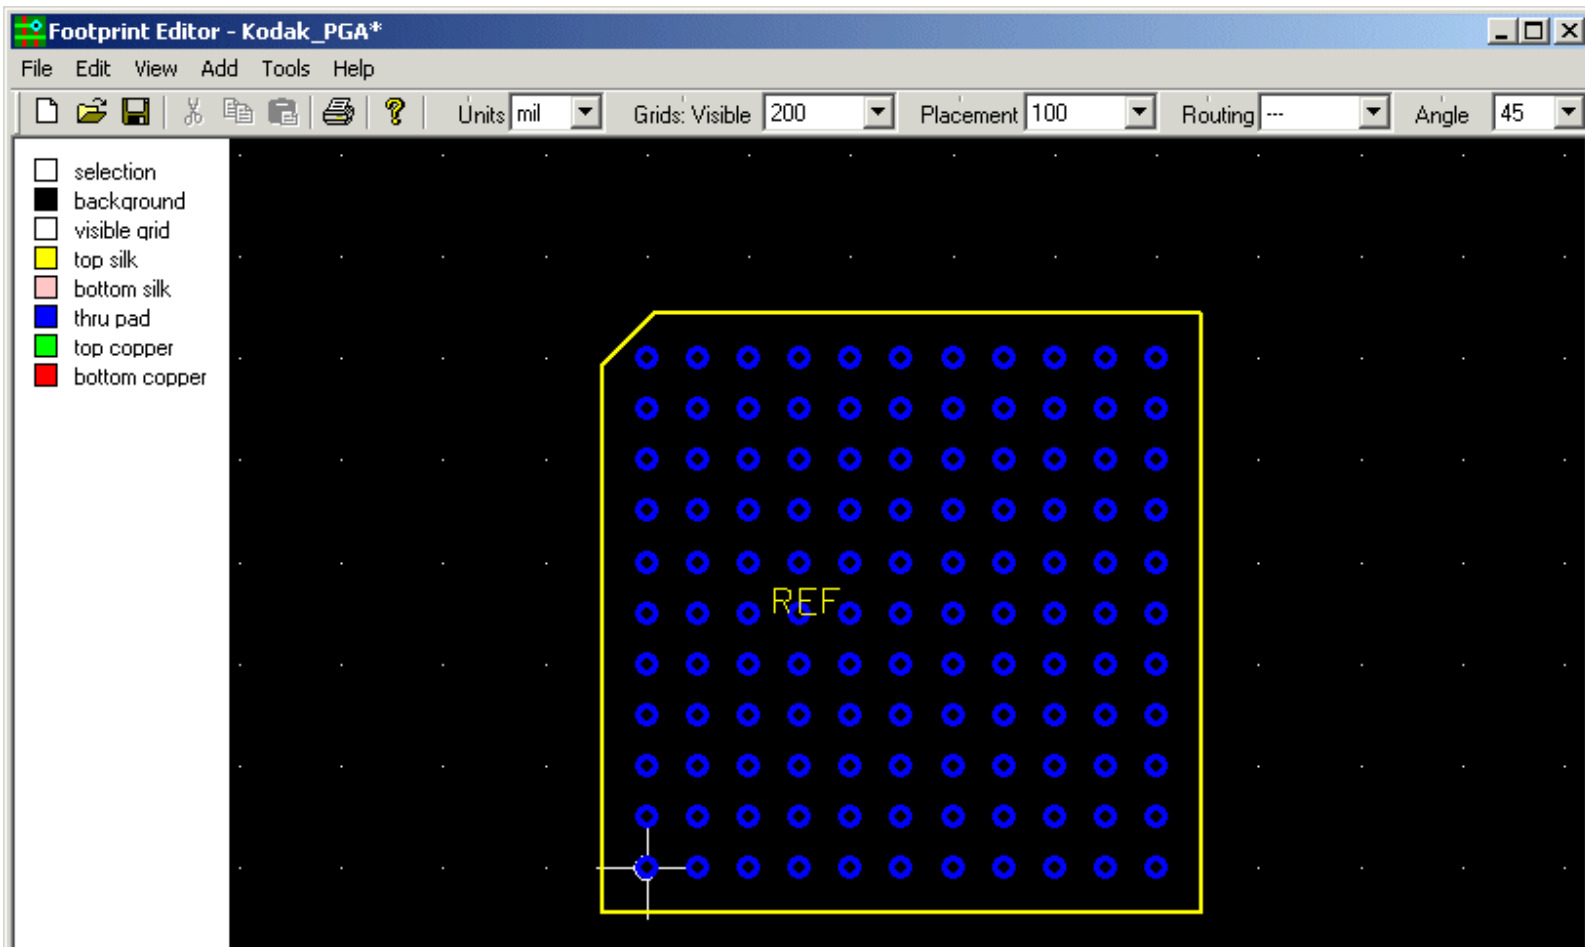 Footprint Editor - Kodak_PGA*
File Edit View Add Tools Help
Units mil Grids: Visible 200 Placement 100 Routing --- Angle 45
selection
background
visible grid
top silk
bottom silk
thru pad
top copper
bottom copper
REF